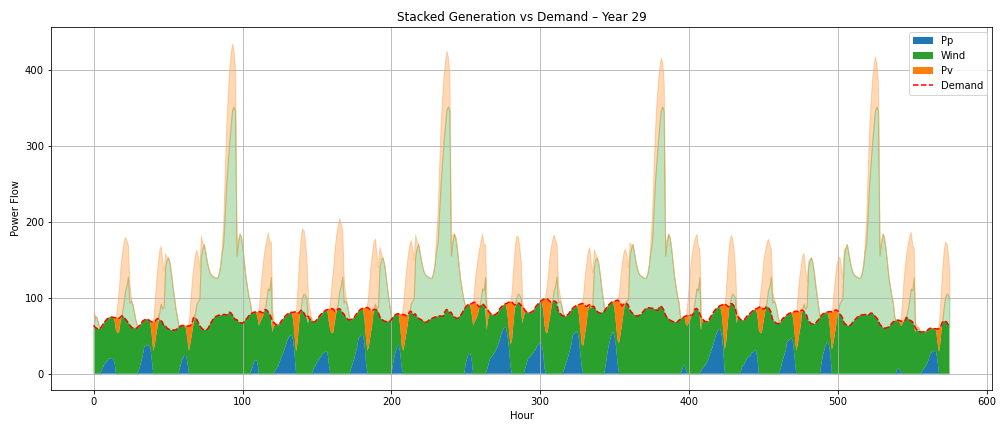 Stacked Generation vs Demand – Year 29
Power Flow
400
300
200
100
0
Pp
Wind
Pv
Demand
0 100 200 300 400 500 600
Hour